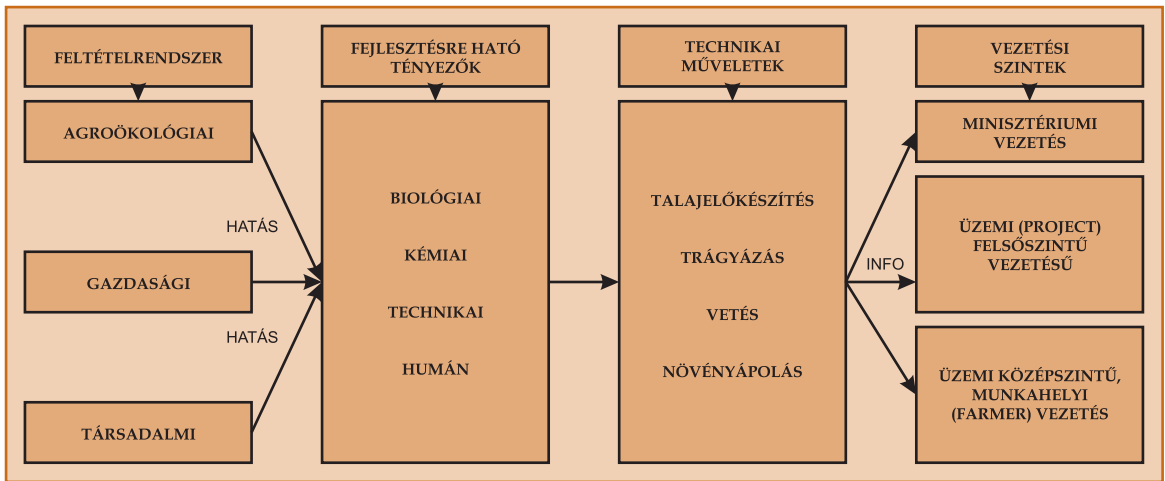 FELTÉTELRENDSZER
AGROÖKOLÓGIAI
HATÁS
GAZDASÁGI
HATÁS
TÁRSADALMI
FEJLESZTÉSRE HATÓ
TÉNYEZŐK
BIOLÓGIAI
KÉMIAI
TECHNIKAI
HUMÁN
TECHNIKAI
MŰVELETEK
TALAJELŐKÉSZÍTÉS
TRÁGYÁZÁS
VETÉS
NÖVÉNYÁPOLÁS
INFO
VEZETÉSI
SZINTEK
MINISZTÉRIUMI
VEZETÉS
ÜZEMI (PROJECT)
FELSŐSZINTŰ
VEZETÉSŰ
ÜZEMI KÖZÉPSZINTŰ,
MUNKAHELYI
(FARMER) VEZETÉS